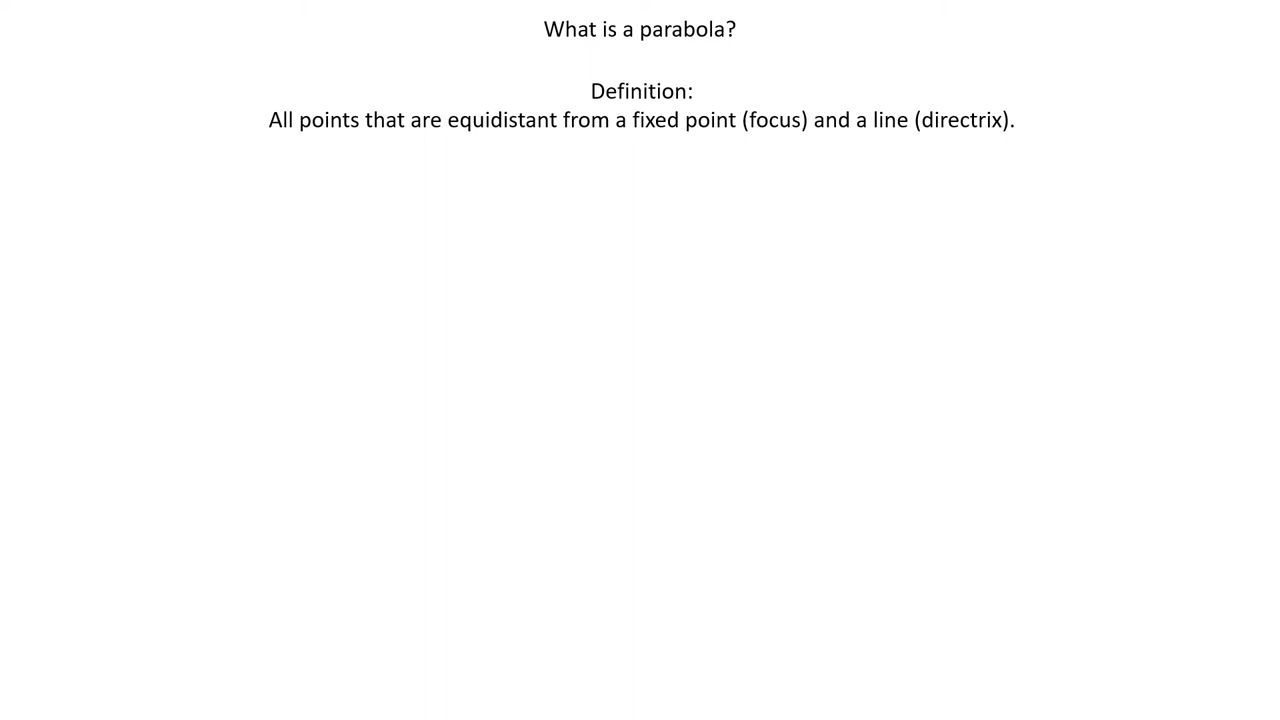 What is a parabola?
Definition:
All points that are equidistant from a fixed point (focus) and a line (directrix).